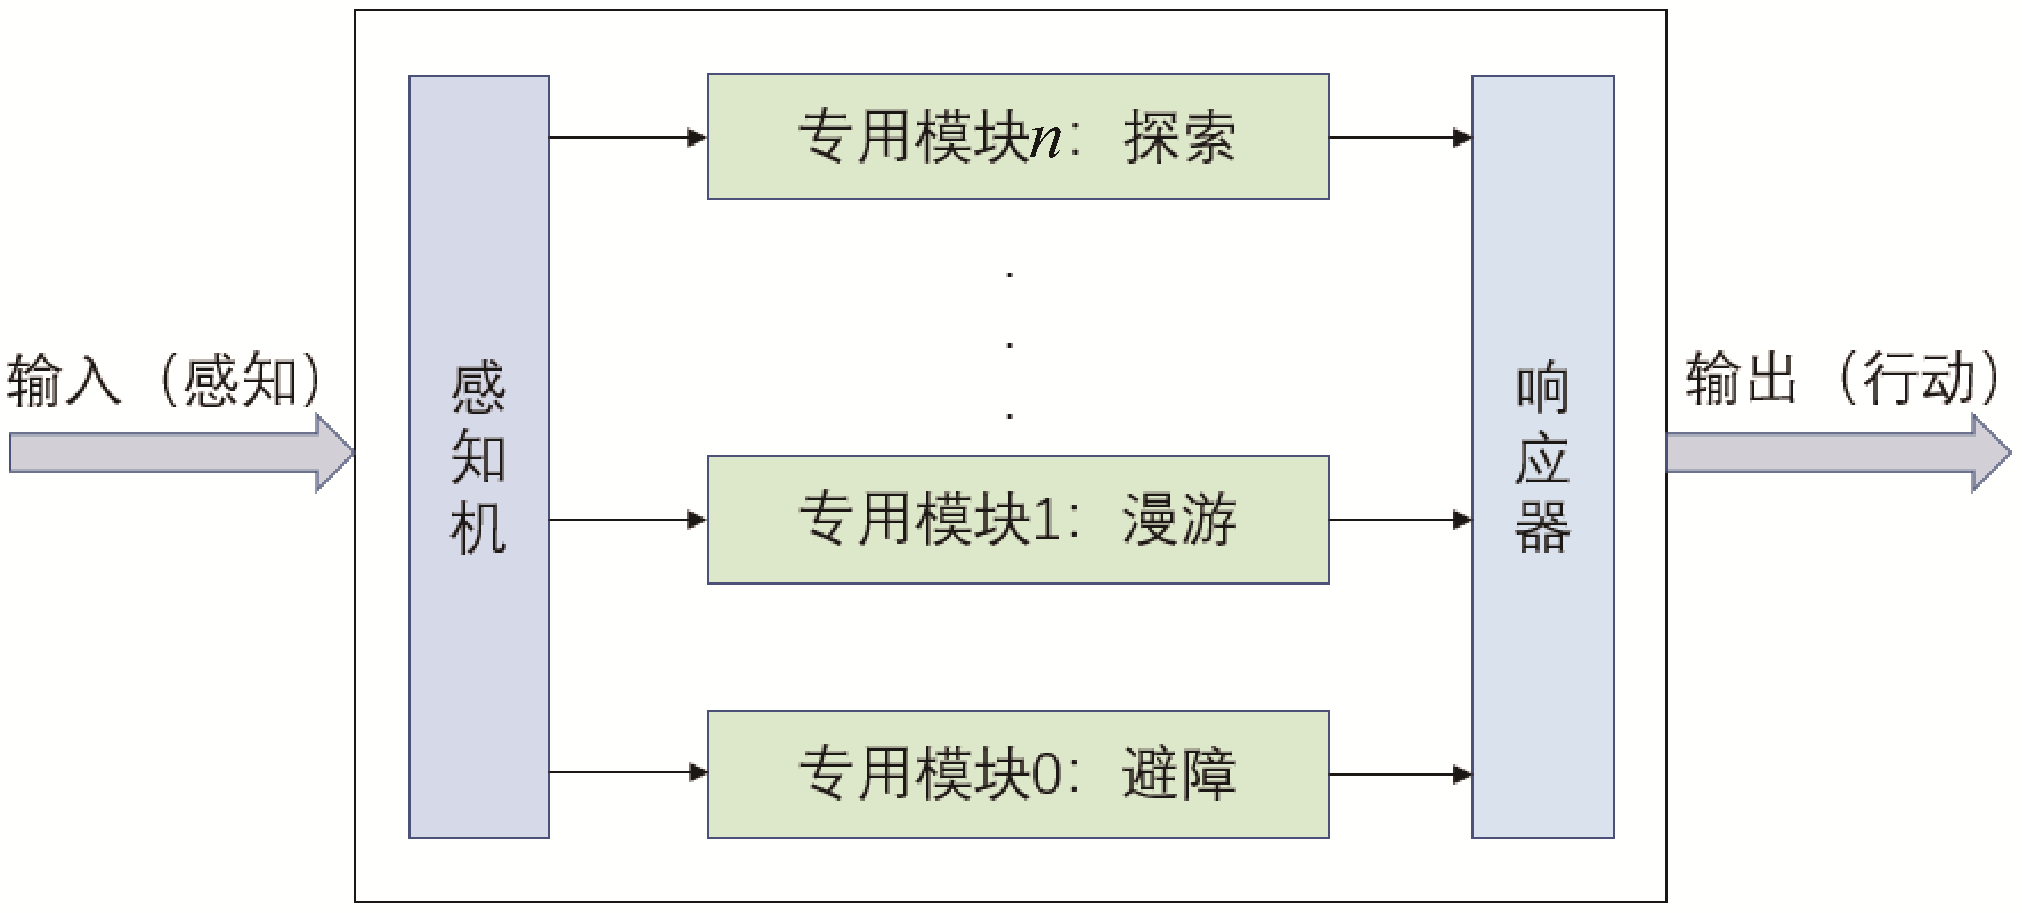 输入（感知）
感知机
专用模块n：探索
专用模块1：漫游
专用模块0：避障
响应器
输出（行动）